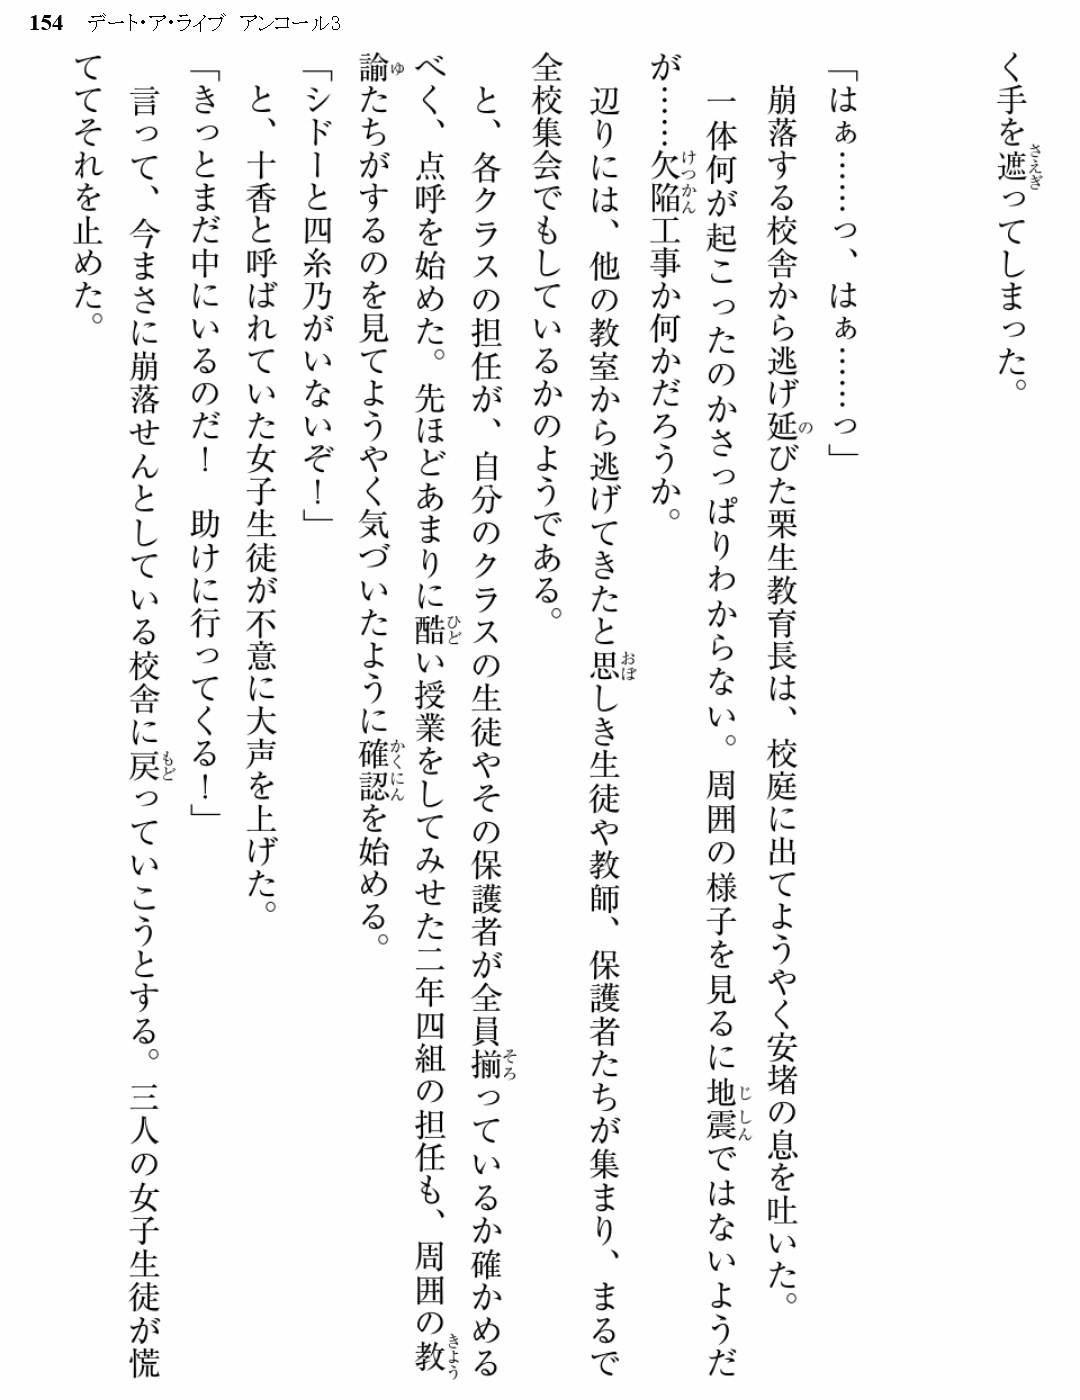 154 デート・ア・ライブ アンコール3
く手を遮ってしまった。
「はぁ……っ、はぁ……っ」
崩落する校舎から逃げ延びた栗生教育長は、校庭に出てようやく安堵の息を吐いた。
一体何が起こったのかさっぱりわからない。周囲の様子を見るに地震ではないようだ
が……欠陥工事か何かだろうか。
辺りには、他の教室から逃げてきたと思しき生徒や教師、保護者たちが集まり、まるで
全校集会でもしているかのようである。
と、各クラスの担任が、自分のクラスの生徒やその保護者が全員揃っているか確かめる
べく、点呼を始めた。先ほどあまりに酷い授業をしてみせた二年四組の担任も、周囲の教
諭たちがするのを見てようやく気づいたように確認を始める。
「シドーと四糸乃がいないぞ！」
と、十香と呼ばれていた女子生徒が不意に大声を上げた。
「きっとまだ中にいるのだ！　助けに行ってくる！」
言って、今まさに崩落せんとしている校舎に戻っていこうとする。三人の女子生徒が慌
ててそれを止めた。